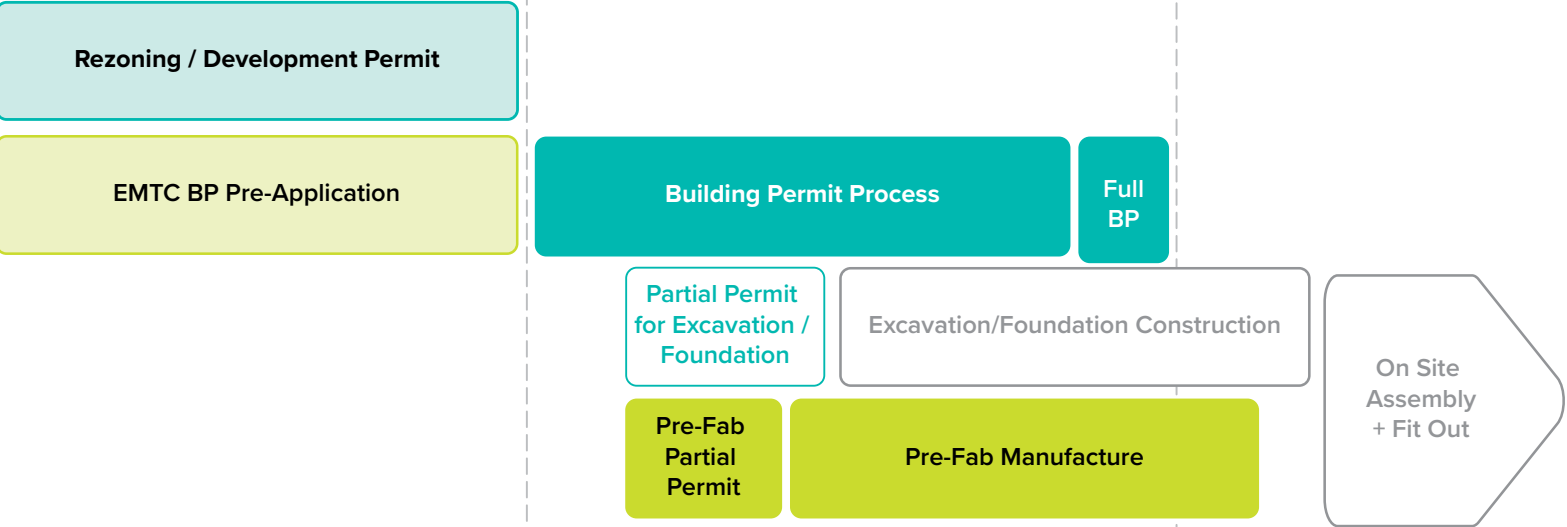 Rezoning / Development Permit
EMTC BP Pre-Application
Building Permit Process
Full
BP
Partial Permit
for Excavation /
Foundation
Excavation/Foundation Construction
On Site
Assembly
+ Fit Out
Pre-Fab
Partial
Permit
Pre-Fab Manufacture